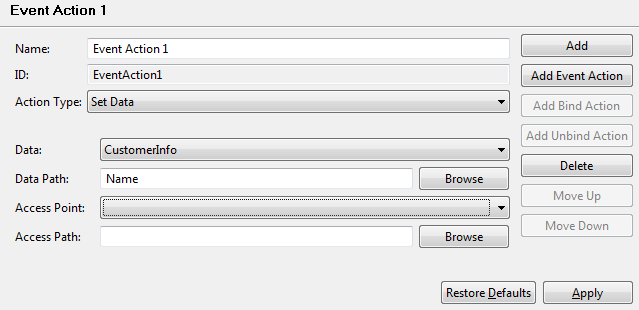 Event Action 1
Name: Event Action 1 Add
ID: EventAction1 Add Event Action
Action Type: Set Data Add Bind Action
Add Unbind Action
Data: CustomerInfo Delete
Data Path: Name Browse Move Up
Access Point: Move Down
Access Path: Browse
Restore Defaults Apply